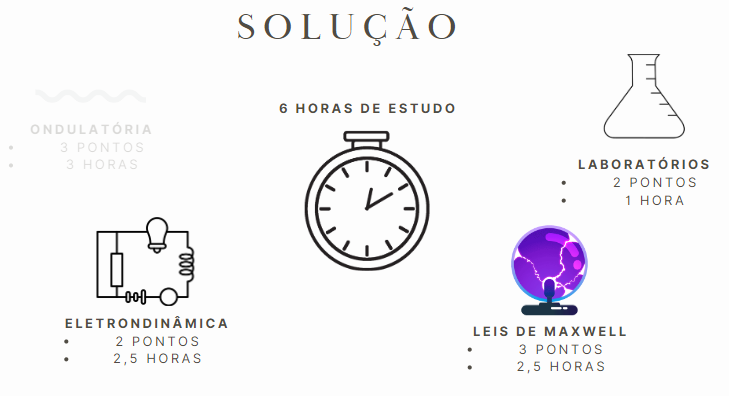 SOLUÇÃO
6 HORAS DE ESTUDO
ONDULATÓRIA
• 3 PONTOS
• 3 HORAS
LABORATÓRIOS
• 2 PONTOS
• 1 HORA
ELETRONDINÂMICA
• 2 PONTOS
• 2,5 HORAS
LEIS DE MAXWELL
• 3 PONTOS
• 2,5 HORAS